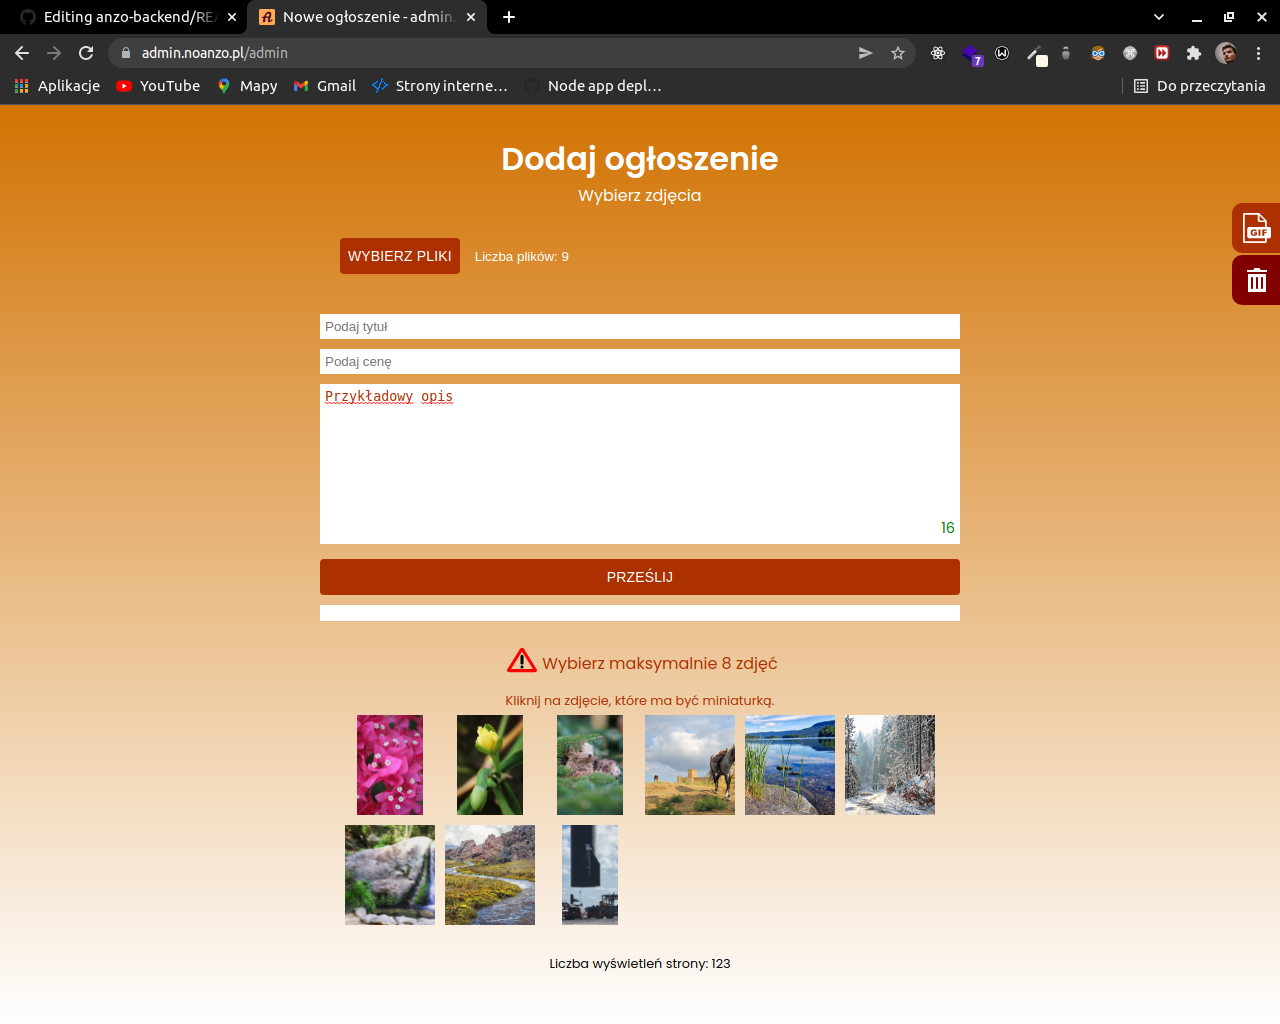 Editing anzo-backend/REA
Nowe ogłoszenie - admin.
admin.noanzo.pl/admin
7
Aplikacje
YouTube
Mapy
Gmail
Strony interne…
Node app depl…
Do przeczytania
Dodaj ogłoszenie
Wybierz zdjęcia
GIF
WYBIERZ PLIKI
Liczba plików: 9
Podaj tytuł
Podaj cenę
Przykładowy opis
16
PRZEŚLIJ
Wybierz maksymalnie 8 zdjęć
Kliknij na zdjęcie, które ma być miniaturką.
Liczba wyświetleń strony: 123